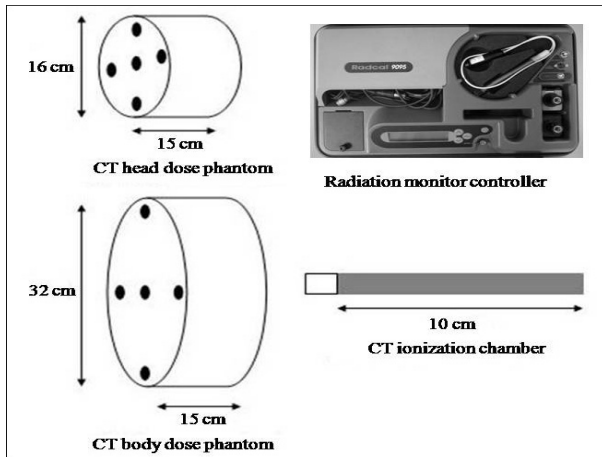 16 cm
15 cm
CT head dose phantom
Radcal 9095
Radiation monitor controller
32 cm
15 cm
CT body dose phantom
10 cm
CT ionization chamber